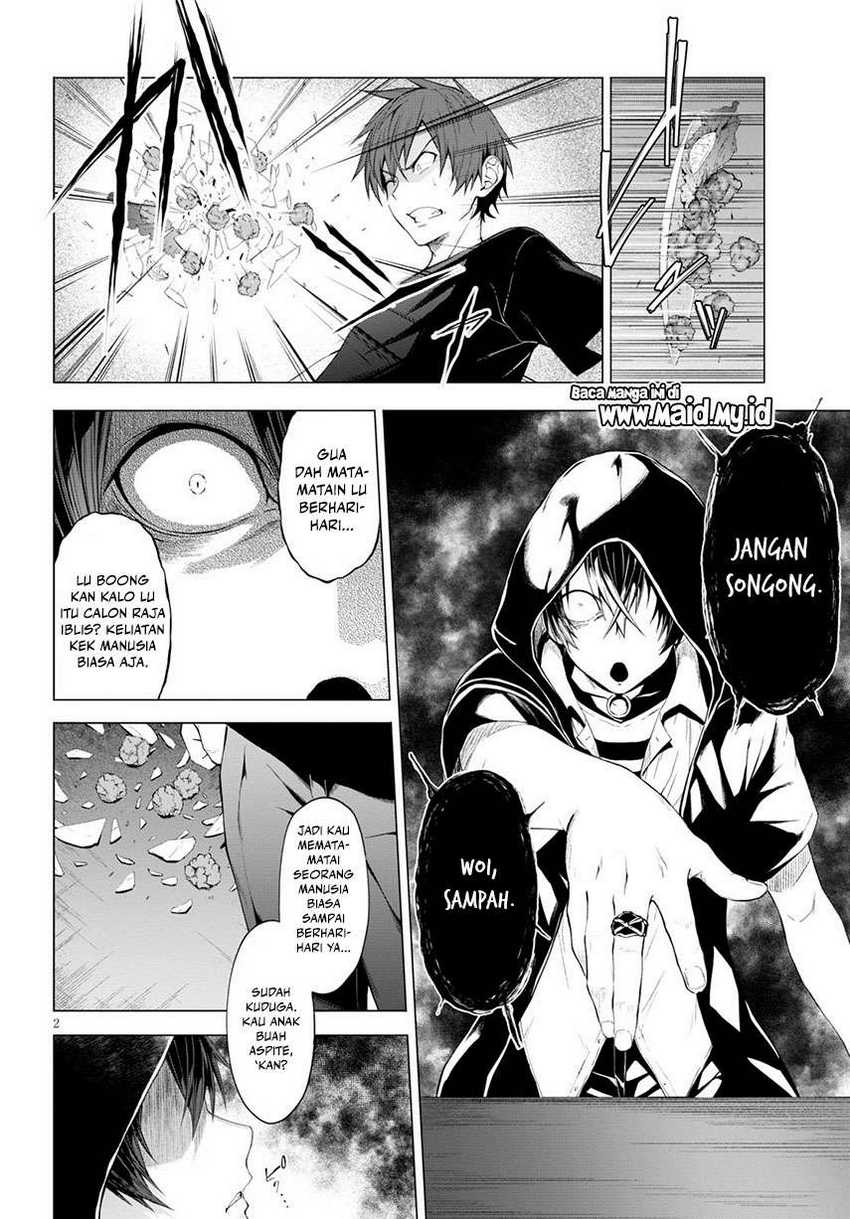 Baca Manga ini di
www.Maid.my.id
JANGAN
SONGONG.
WOI,
SAMPAH.
GUA
DAH MATA-
MATAIN LU
BERHARI-
HARI...
LU BOONG
KAN KALO LU
ITU CALON RAJA
IBLIS? KELIATAN
KEK MANUSIA
BIASA AJA.
JADI KAU
MEMATA-
MATAI
SEORANG
MANUSIA
BIASA
SAMPAI
BERHARI-
HARI YA...
SUDAH
KUDUGA.
KAU ANAK
BUAH
ASPITE,
'KAN?
2